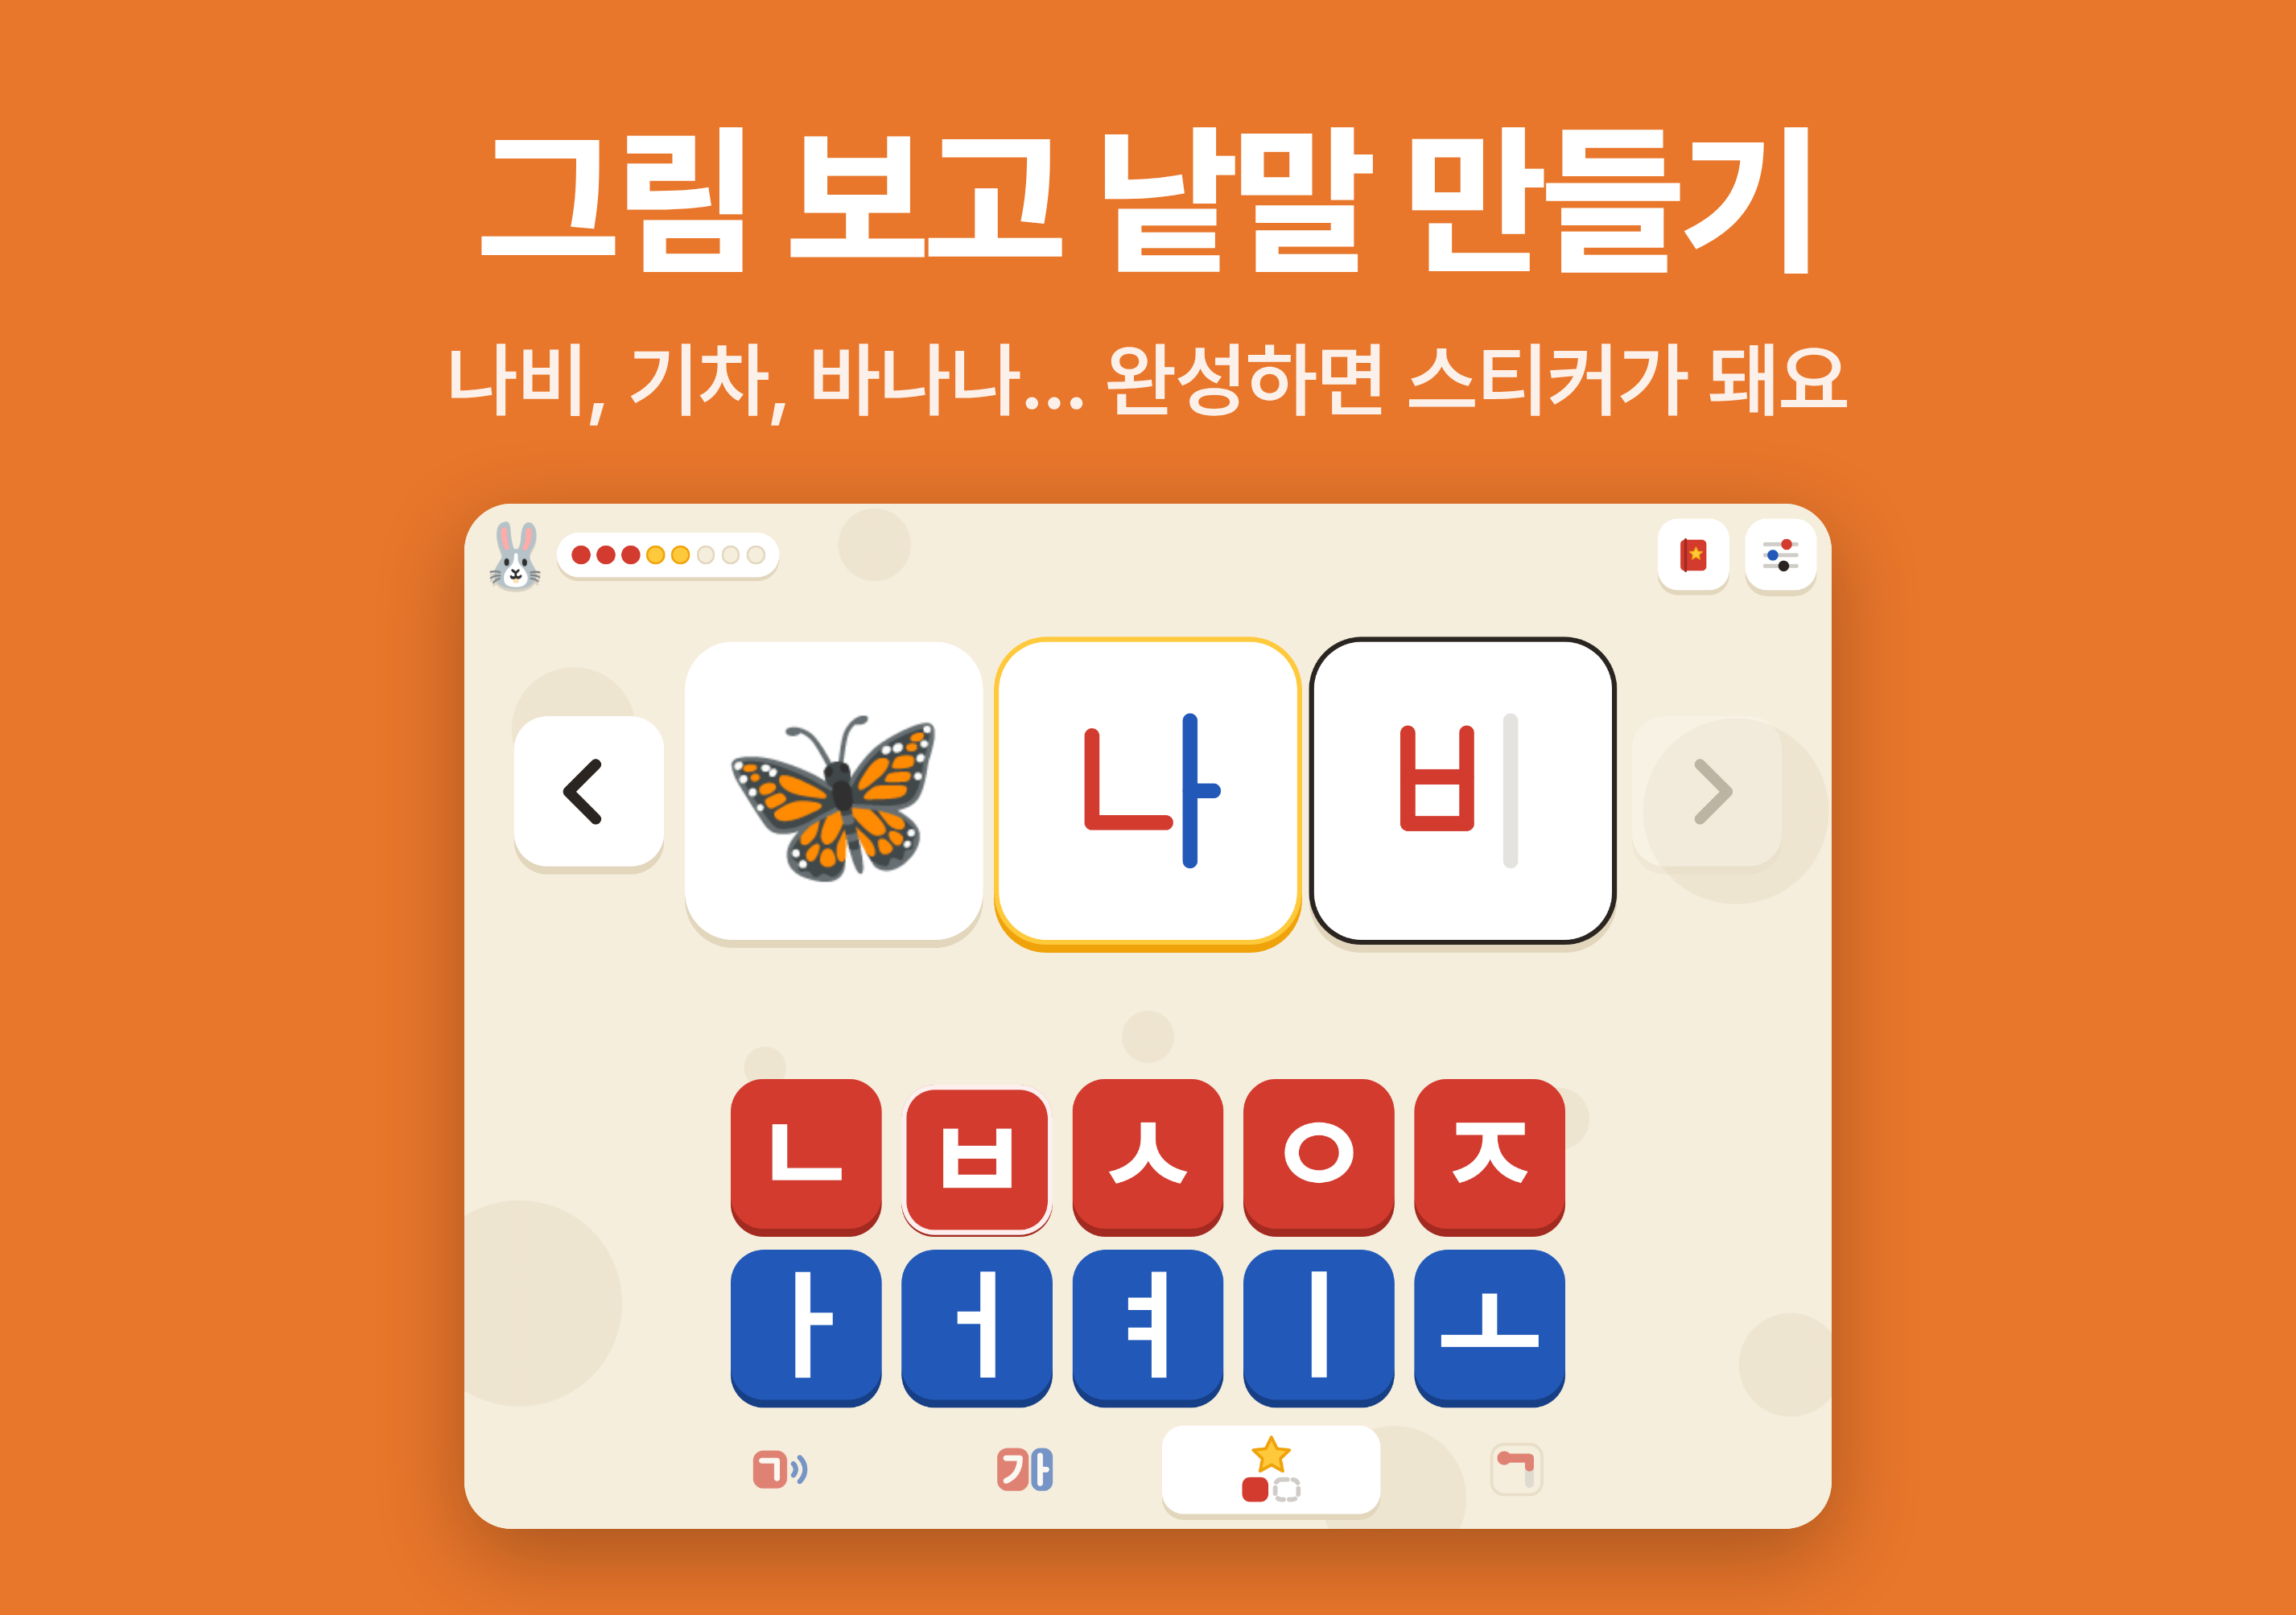 그림 보고 낱말 만들기
나비, 기차, 바나나... 완성하면 스티커가 돼요
나 비
ㄴ ㅂ ㅅ ㅇ ㅈ
ㅏ ㅓ ㅕ ㅣ ㅗ
ㄱ 가 ㄱ